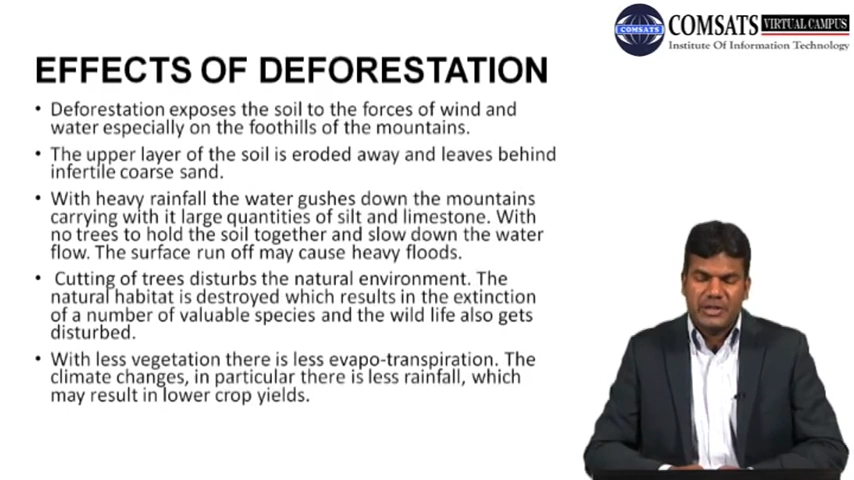 COMSATS VIRTUAL CAMPUS
COMSATS
Institute Of Information Technology
EFFECTS OF DEFORESTATION
• Deforestation exposes the soil to the forces of wind and
water especially on the foothills of the mountains.
• The upper layer of the soil is eroded away and leaves behind
infertile coarse sand.
• With heavy rainfall the water gushes down the mountains
carrying with it large quantities of silt and limestone. With
no trees to hold the soil together and slow down the water
flow. The surface run off may cause heavy floods.
• Cutting of trees disturbs the natural environment. The
natural habitat is destroyed which results in the extinction
of a number of valuable species and the wild life also gets
disturbed.
• With less vegetation there is less evapo-transpiration. The
climate changes, in particular there is less rainfall, which
may result in lower crop yields.